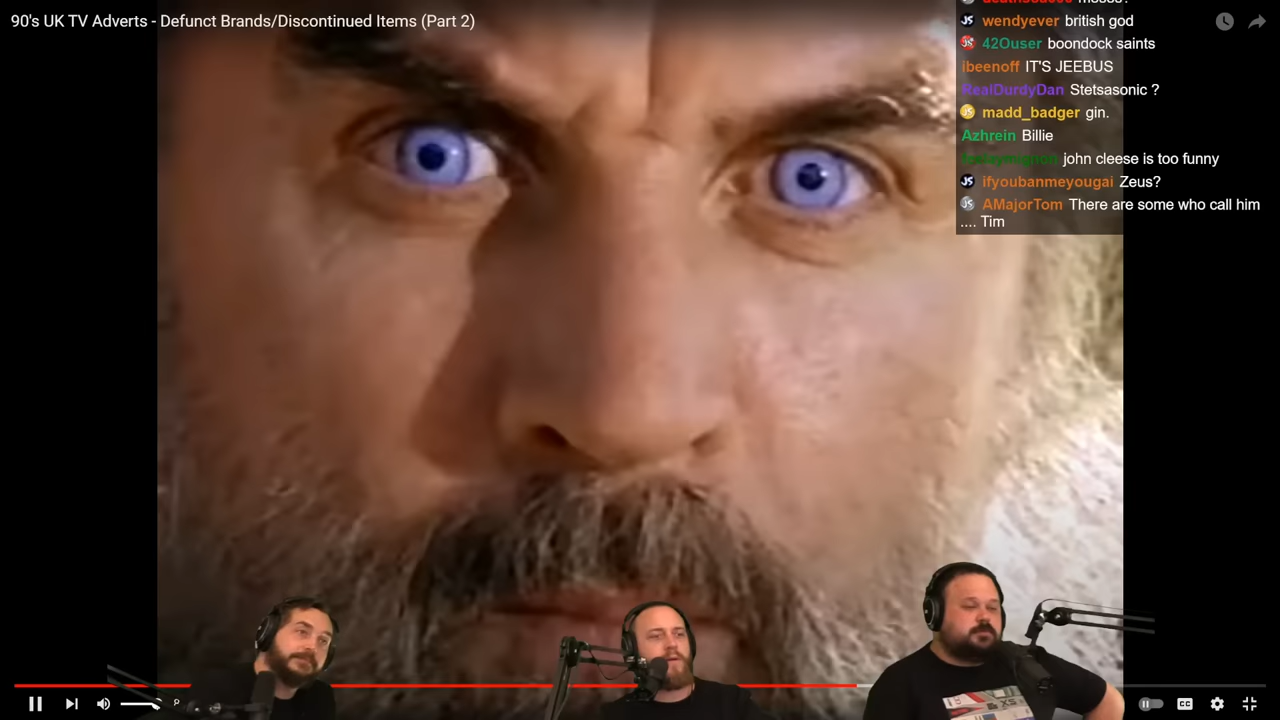 90's UK TV Adverts - Defunct Brands/Discontinued Items (Part 2)
wendyever british god
42Ouser boondock saints
ibeenoff IT'S JEEBUS
RealDurdyDan Stetsasonic ?
madd_badger gin.
Azhrein Billie
john cleese is too funny
ifyoubanmeyougai Zeus?
AMajorTom There are some who call him
.... Tim
CC